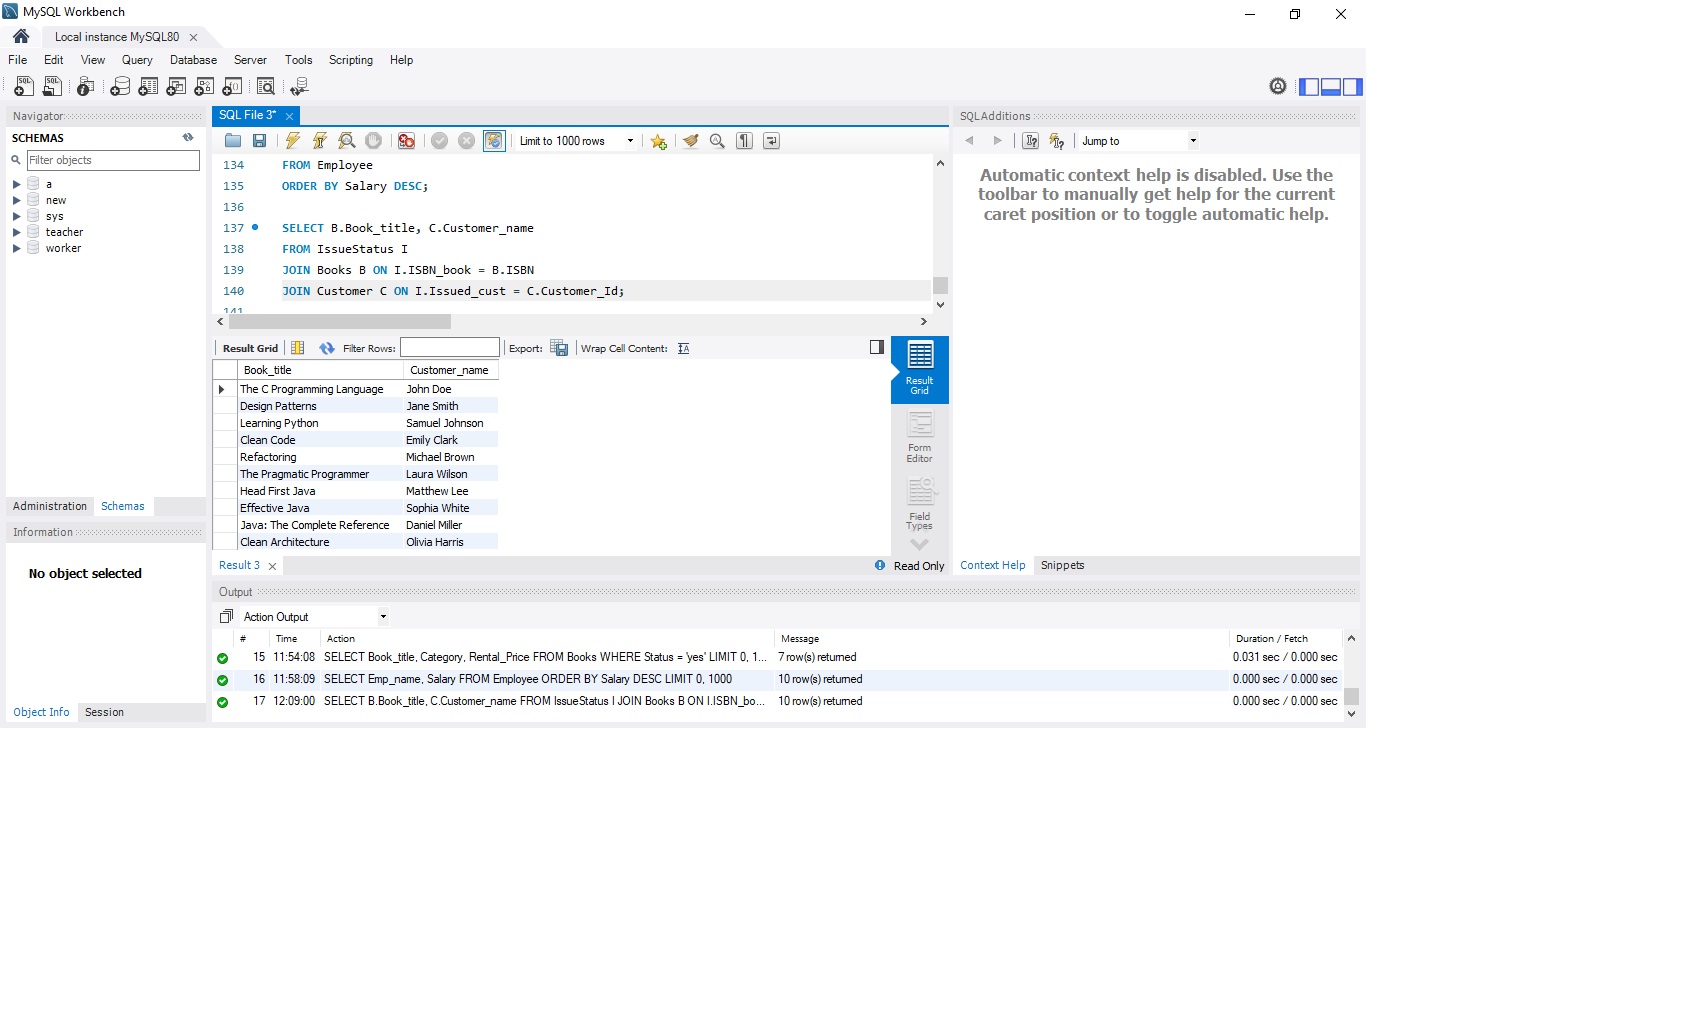 MySQL Workbench
Local instance MySQL80
File Edit View Query Database Server Tools Scripting Help
Navigator
SCHEMAS
Filter objects
a
new
sys
teacher
worker
Administration Schemas
Information
No object selected
Object Info Session
SQL File 3*
Limit to 1000 rows
134 FROM Employee
135 ORDER BY Salary DESC;
136
137 SELECT B.Book_title, C.Customer_name
138 FROM IssueStatus I
139 JOIN Books B ON I.ISBN_book = B.ISBN
140 JOIN Customer C ON I.Issued_cust = C.Customer_Id;
141
Result Grid Filter Rows: Export: Wrap Cell Content:
Book_title Customer_name
The C Programming Language John Doe
Design Patterns Jane Smith
Learning Python Samuel Johnson
Clean Code Emily Clark
Refactoring Michael Brown
The Pragmatic Programmer Laura Wilson
Head First Java Matthew Lee
Effective Java Sophia White
Java: The Complete Reference Daniel Miller
Clean Architecture Olivia Harris
Result Grid
Form Editor
Field Types
Result 3 Read Only
SQLAdditions
Jump to
Automatic context help is disabled. Use the
toolbar to manually get help for the current
caret position or to toggle automatic help.
Context Help Snippets
Output
Action Output
# Time Action Message Duration / Fetch
15 11:54:08 SELECT Book_title, Category, Rental_Price FROM Books WHERE Status = 'yes' LIMIT 0, 1... 7 row(s) returned 0.031 sec / 0.000 sec
16 11:58:09 SELECT Emp_name, Salary FROM Employee ORDER BY Salary DESC LIMIT 0, 1000 10 row(s) returned 0.000 sec / 0.000 sec
17 12:09:00 SELECT B.Book_title, C.Customer_name FROM IssueStatus I JOIN Books B ON I.ISBN_bo... 10 row(s) returned 0.000 sec / 0.000 sec